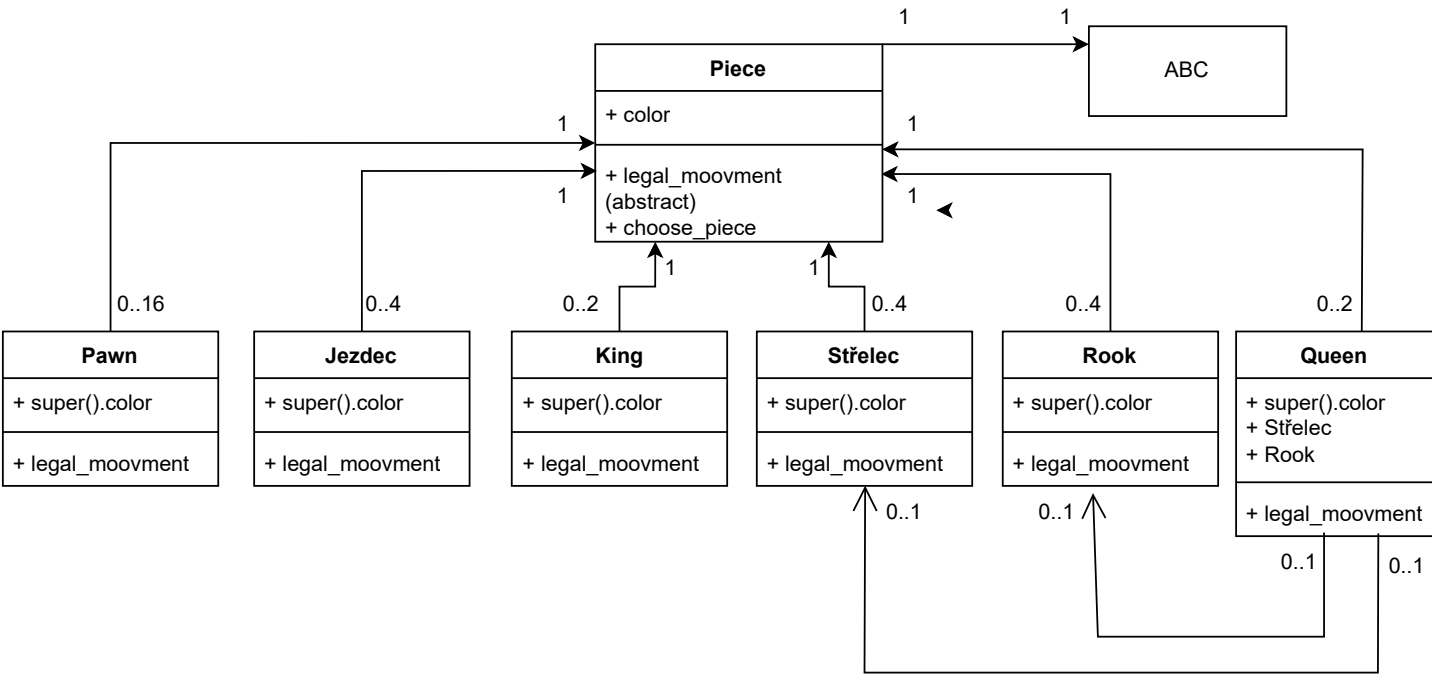 1
1
Piece
ABC
+ color
1
1
+ legal_moovment
(abstract)
+ choose_piece
1
1
1
1
0..16
0..4
0..2
0..4
0..4
0..2
Pawn
+ super().color
+ legal_moovment
Jezdec
+ super().color
+ legal_moovment
King
+ super().color
+ legal_moovment
Střelec
+ super().color
+ legal_moovment
Rook
+ super().color
+ legal_moovment
Queen
+ super().color
+ Střelec
+ Rook
+ legal_moovment
0..1
0..1
0..1
0..1